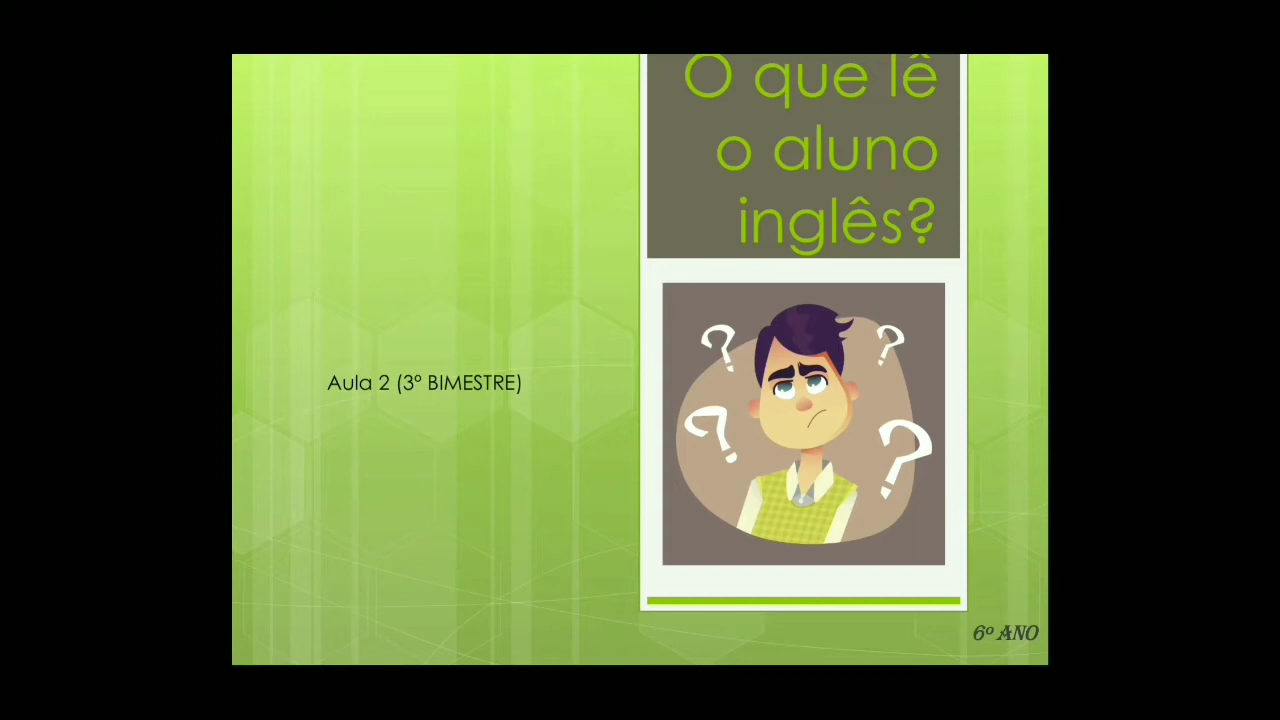 O que lê
o aluno
inglês?
Aula 2 (3º BIMESTRE)
6º ANO